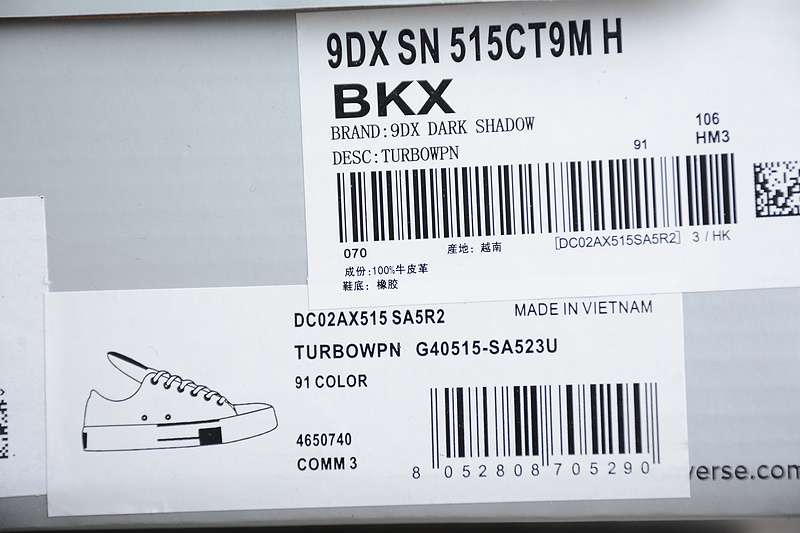 9DX SN 515CT9M H
BKX
BRAND:9DX DARK SHADOW
DESC:TURBOWPN
91
106
HM3
070
産地: 越南
[DC02AX515SA5R2] 3 / HK
成份:100%牛皮革
鞋底: 橡胶
DC02AX515 SA5R2
MADE IN VIETNAM
TURBOWPN G40515-SA523U
91 COLOR
4650740
COMM 3
8 052808 705290
verse.com